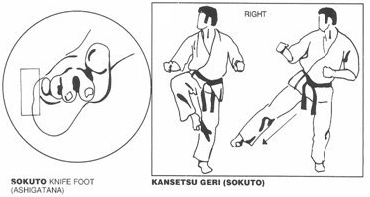 RIGHT
SOKUTO KNIFE FOOT
(ASHIGATANA)
KANSETSU GERI (SOKUTO)